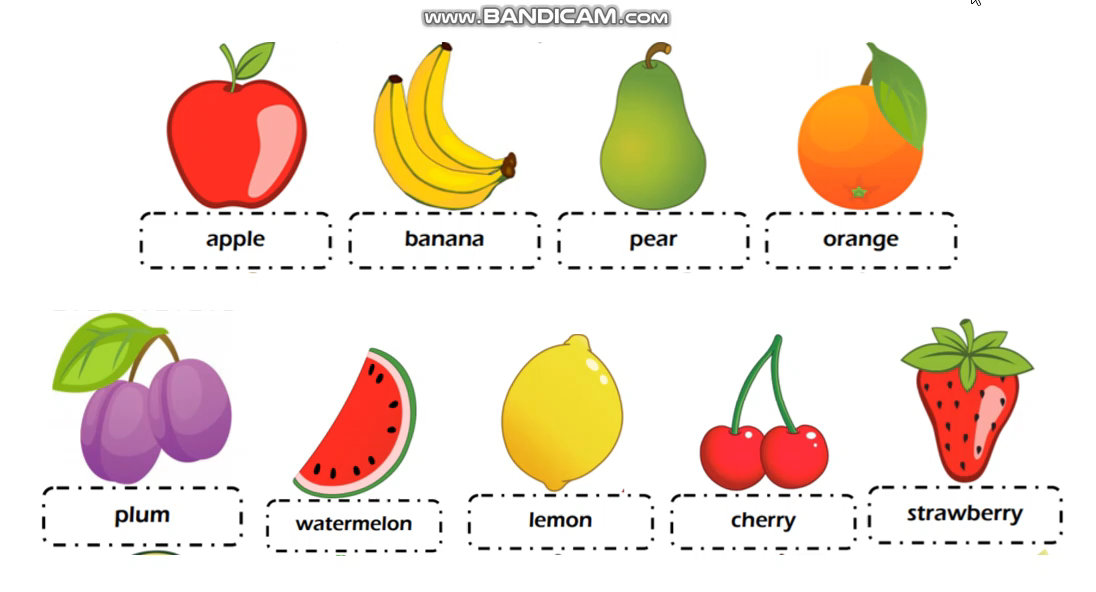 www.BANDICAM.com
apple
banana
pear
orange
plum
watermelon
lemon
cherry
strawberry